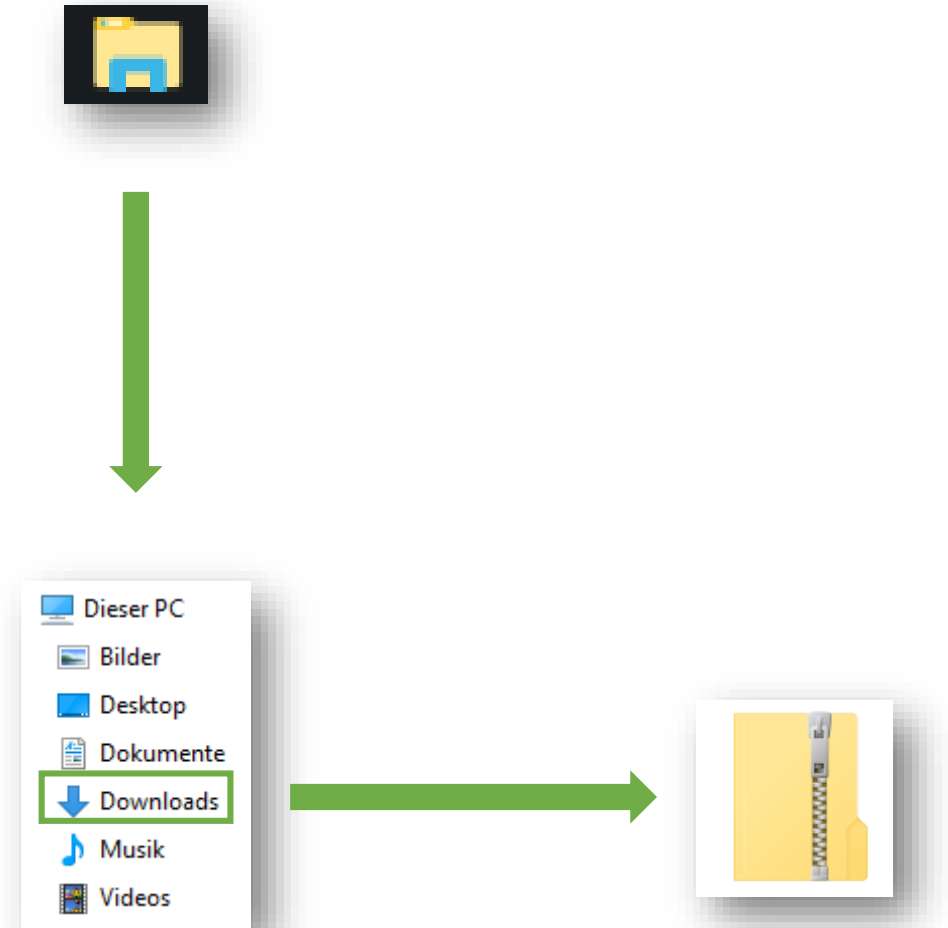 Dieser PC
Bilder
Desktop
Dokumente
Downloads
Musik
Videos